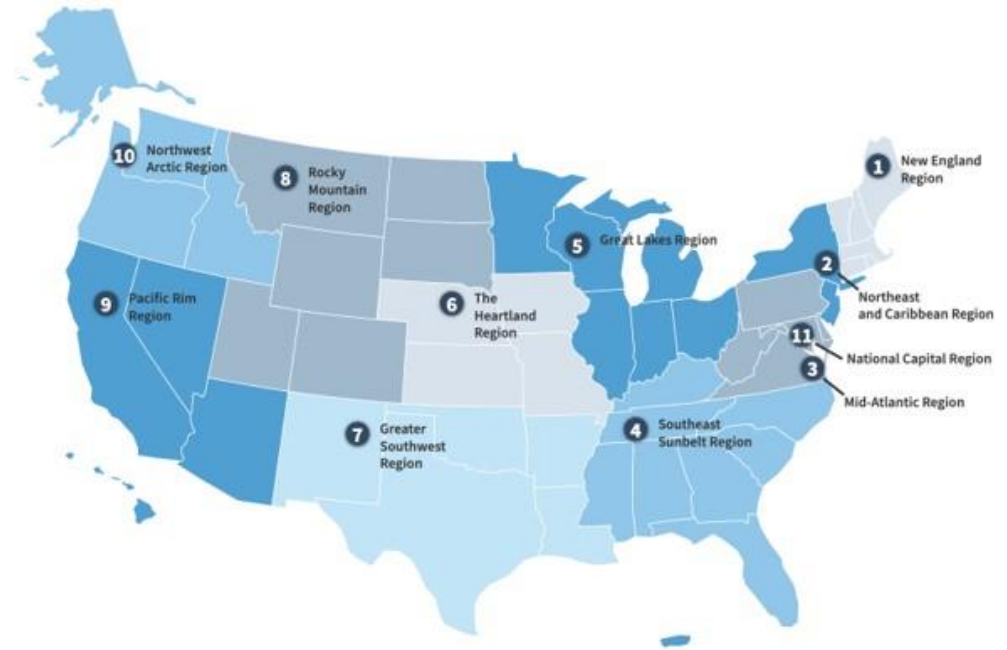 1
New England
Region
2
Northeast
and Caribbean Region
3
Mid-Atlantic Region
4
Southeast
Sunbelt Region
5
Great Lakes Region
6
The
Heartland
Region
7
Greater
Southwest
Region
8
Rocky
Mountain
Region
9
Pacific Rim
Region
10
Northwest
Arctic Region
11
National Capital Region